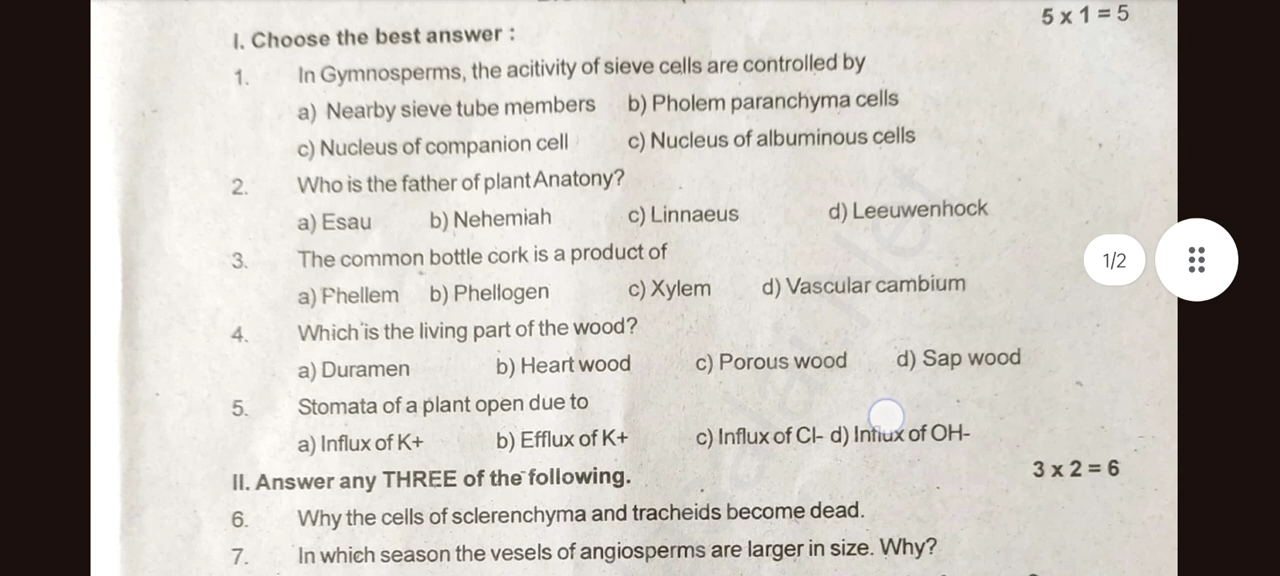 5 x 1 = 5
I. Choose the best answer :
1. In Gymnosperms, the acitivity of sieve cells are controlled by
a) Nearby sieve tube members b) Pholem paranchyma cells
c) Nucleus of companion cell c) Nucleus of albuminous cells
2. Who is the father of plant Anatony?
a) Esau b) Nehemiah c) Linnaeus d) Leeuwenhock
3. The common bottle cork is a product of
a) Phellem b) Phellogen c) Xylem d) Vascular cambium
1/2
4. Which is the living part of the wood?
a) Duramen b) Heart wood c) Porous wood d) Sap wood
5. Stomata of a plant open due to
a) Influx of K+ b) Efflux of K+ c) Influx of Cl- d) Influx of OH-
II. Answer any THREE of the following. 3 x 2 = 6
6. Why the cells of sclerenchyma and tracheids become dead.
7. In which season the vesels of angiosperms are larger in size. Why?